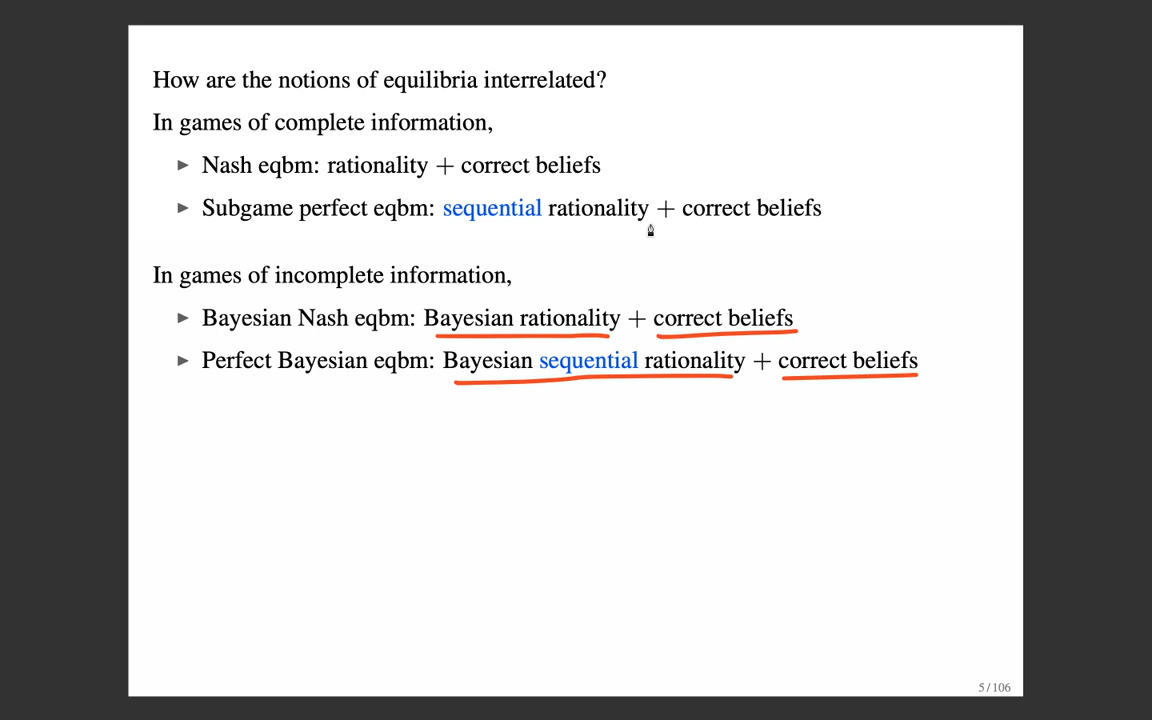 How are the notions of equilibria interrelated?
In games of complete information,
▶ Nash eqbm: rationality + correct beliefs
▶ Subgame perfect eqbm: sequential rationality + correct beliefs
In games of incomplete information,
▶ Bayesian Nash eqbm: Bayesian rationality + correct beliefs
▶ Perfect Bayesian eqbm: Bayesian sequential rationality + correct beliefs
5 / 106